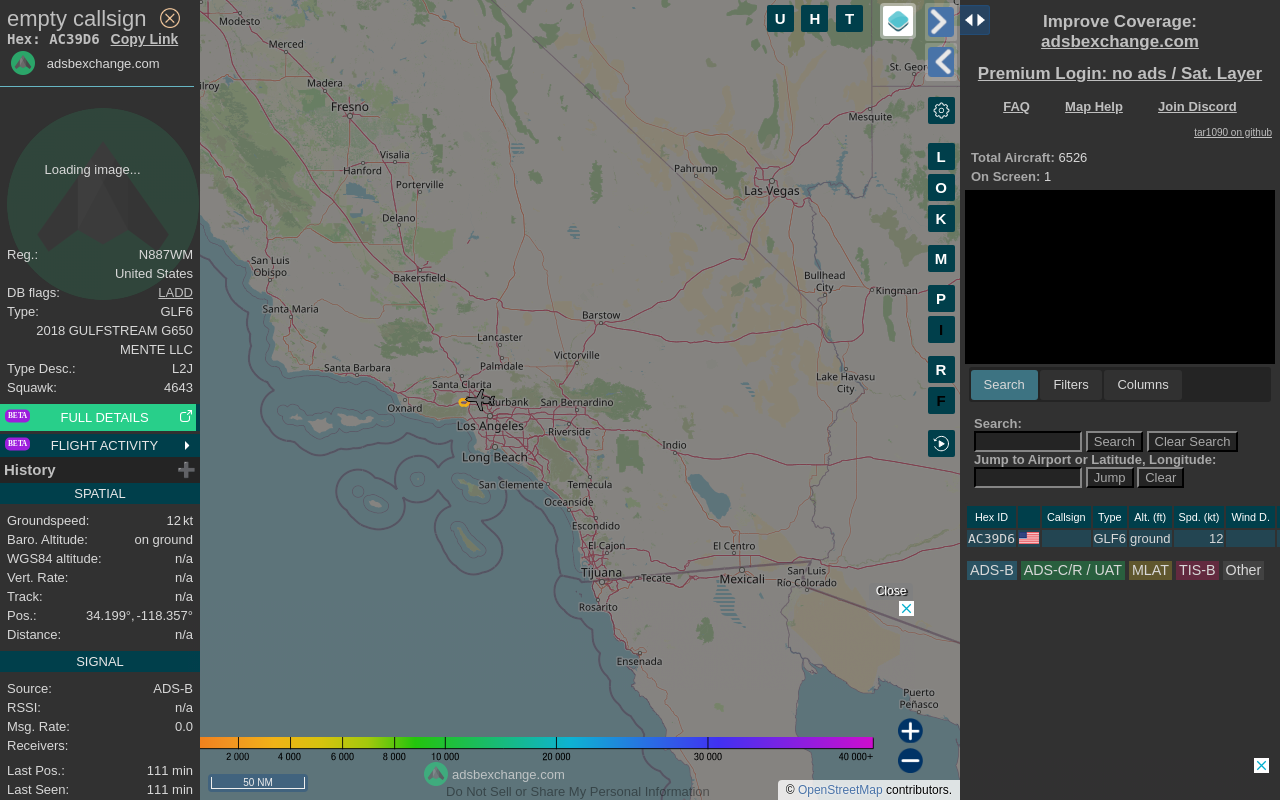 empty callsign
Hex: AC39D6 Copy Link
adsbexchange.com
Loading image...
Reg.: N887WM
United States
DB flags: LADD
Type: GLF6
2018 GULFSTREAM G650
MENTE LLC
Type Desc.: L2J
Squawk: 4643
BETA FULL DETAILS
BETA FLIGHT ACTIVITY
History
SPATIAL
Groundspeed: 12 kt
Baro. Altitude: on ground
WGS84 altitude: n/a
Vert. Rate: n/a
Track: n/a
Pos.: 34.199°, -118.357°
Distance: n/a
SIGNAL
Source: ADS-B
RSSI: n/a
Msg. Rate: 0.0
Receivers:
Last Pos.: 111 min
Last Seen: 111 min
U H T
Modesto
Merced
ilroy
Madera
Fresno
Visalia
Hanford
Porterville
Delano
San Luis
Obispo
Bakersfield
Santa Maria
Santa Barbara
Lancaster
Palmdale
Santa Clarita
Oxnard
Burbank
Los Angeles
Long Beach
San Bernardino
Riverside
Barstow
Victorville
San Clemente
Temecula
Oceanside
Escondido
El Cajon
Tijuana
Tecate
Rosarito
Ensenada
Indio
El Centro
Mexicali
San Luis
Río Colorado
Puerto
Peñasco
Lake Havasu
City
Bullhead
City
Kingman
Las Vegas
Pahrump
Mesquite
St. Geor
L
O
K
M
P
I
R
F
Close
2 000 4 000 6 000 8 000 10 000 20 000 30 000 40 000+
50 NM
adsbexchange.com
Do Not Sell or Share My Personal Information
© OpenStreetMap contributors.
Improve Coverage:
adsbexchange.com
Premium Login: no ads / Sat. Layer
FAQ Map Help Join Discord
tar1090 on github
Total Aircraft: 6526
On Screen: 1
Search Filters Columns
Search:
Search Clear Search
Jump to Airport or Latitude, Longitude:
Jump Clear
Hex ID Callsign Type Alt. (ft) Spd. (kt) Wind D.
AC39D6 GLF6 ground 12
ADS-B ADS-C/R / UAT MLAT TIS-B Other